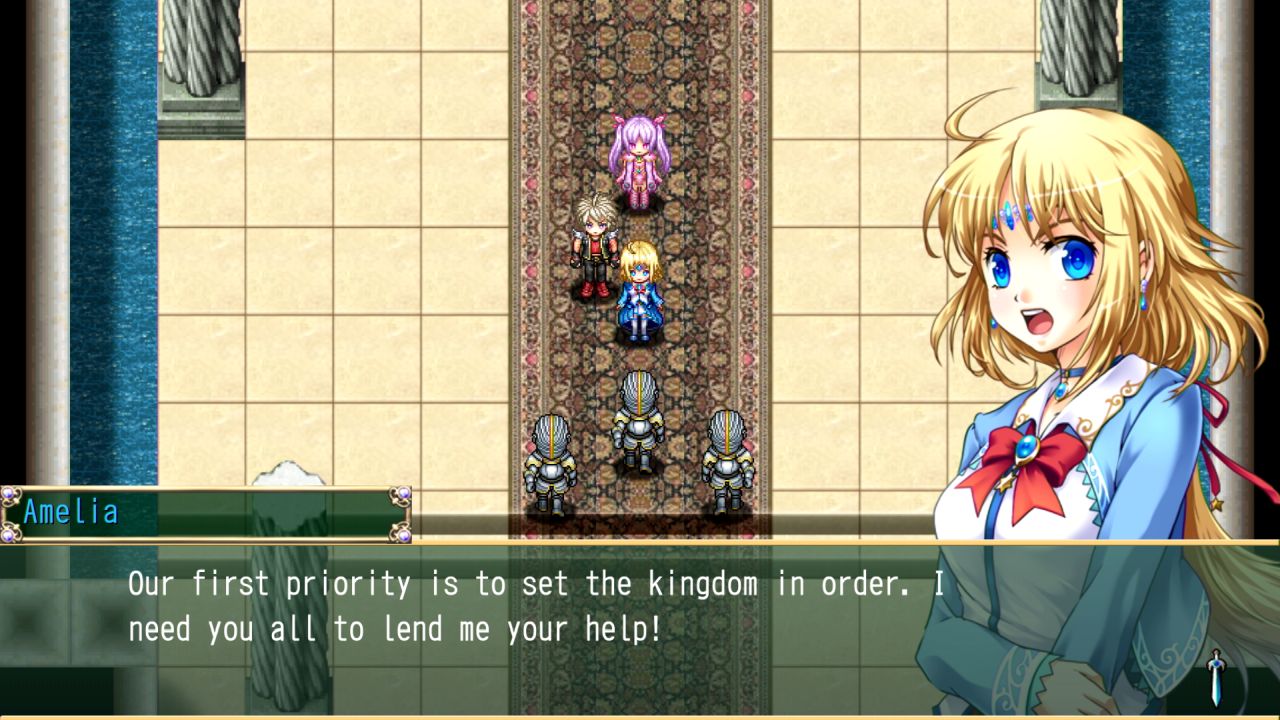 Amelia
Our first priority is to set the kingdom in order. I
need you all to lend me your help!